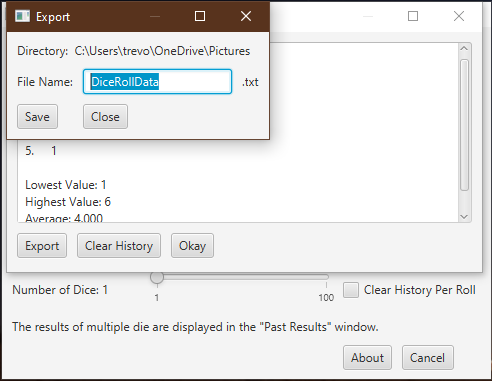 Export
Directory: C:\Users\trevo\OneDrive\Pictures
File Name: DiceRollData .txt
Save Close
5. 1
Lowest Value: 1
Highest Value: 6
Average: 4.000
Export Clear History Okay
Number of Dice: 1
1 100
Clear History Per Roll
The results of multiple die are displayed in the "Past Results" window.
About Cancel